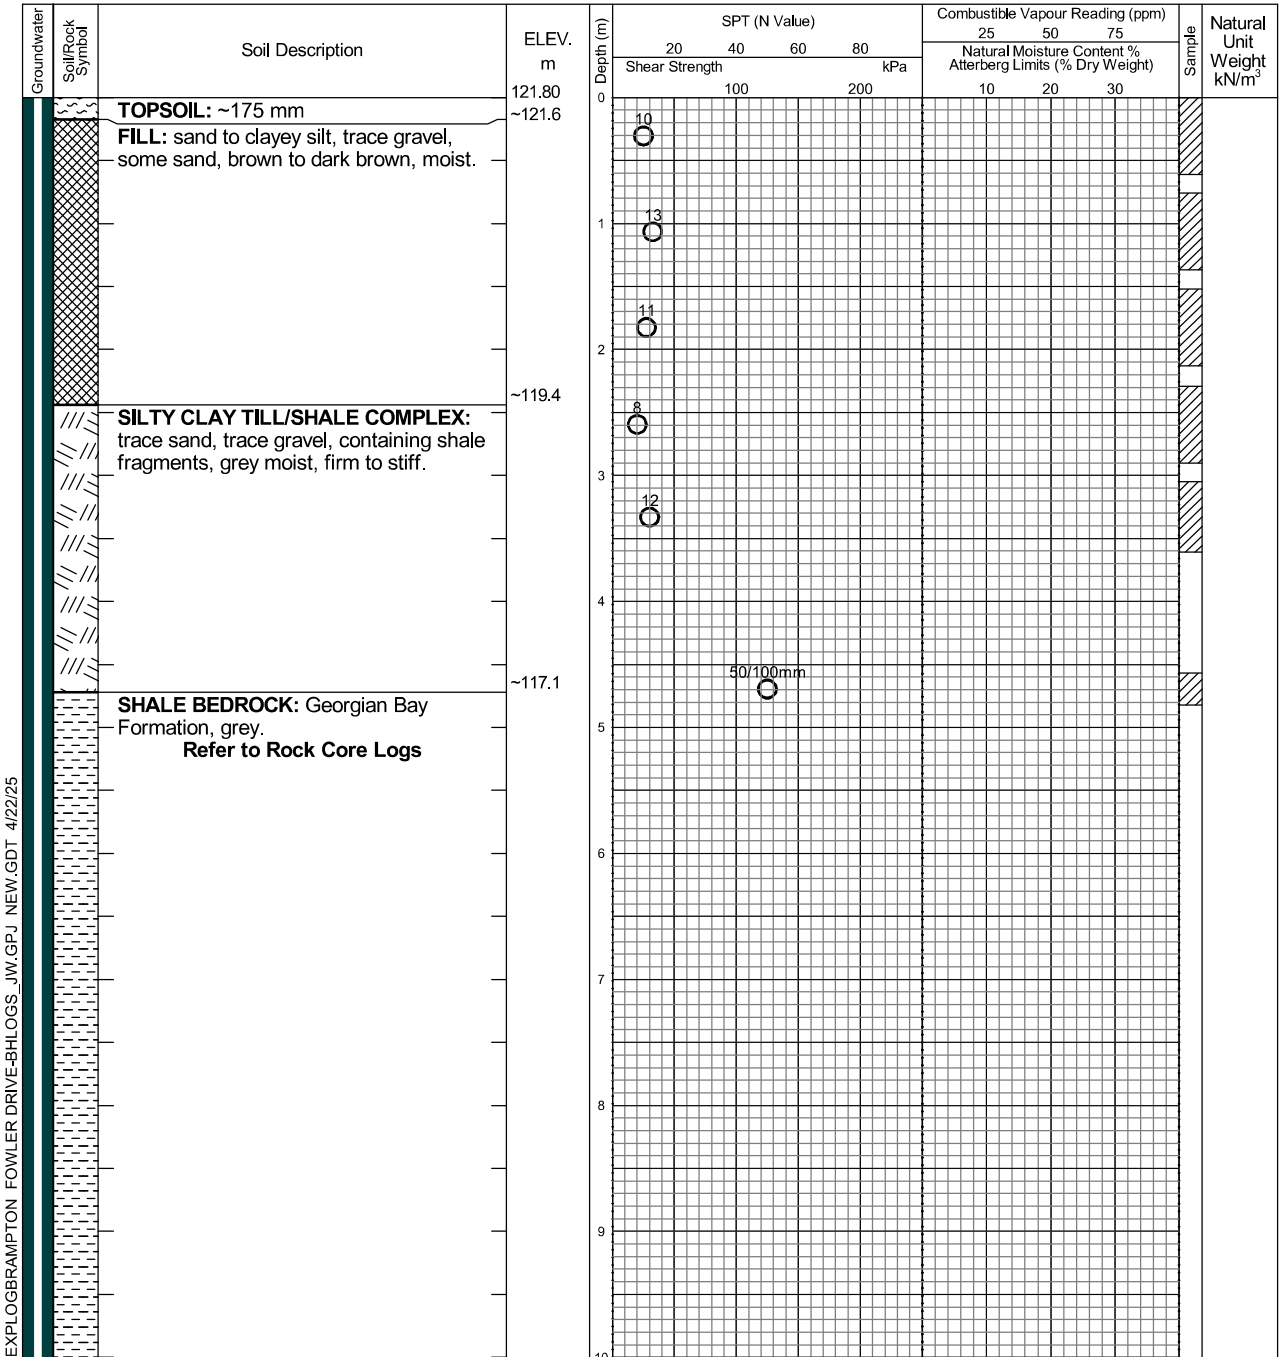 Groundwater
Soil/Rock
Symbol
Soil Description
ELEV.
m
Depth (m)
SPT (N Value)
20 40 60 80
Shear Strength kPa
100 200
Combustible Vapour Reading (ppm)
25 50 75
Natural Moisture Content %
Atterberg Limits (% Dry Weight)
10 20 30
Sample
Natural
Unit
Weight
kN/m³
121.80
0
TOPSOIL: ~175 mm
~121.6
FILL: sand to clayey silt, trace gravel,
some sand, brown to dark brown, moist.
10
13
1
11
2
~119.4
SILTY CLAY TILL/SHALE COMPLEX:
trace sand, trace gravel, containing shale
fragments, grey moist, firm to stiff.
8
3
12
4
50/100mm
~117.1
SHALE BEDROCK: Georgian Bay
Formation, grey.
Refer to Rock Core Logs
5
6
7
8
9
10
EXPLOGBRAMPTON FOWLER DRIVE-BHLOGS_JW.GPJ NEW.GDT 4/22/25